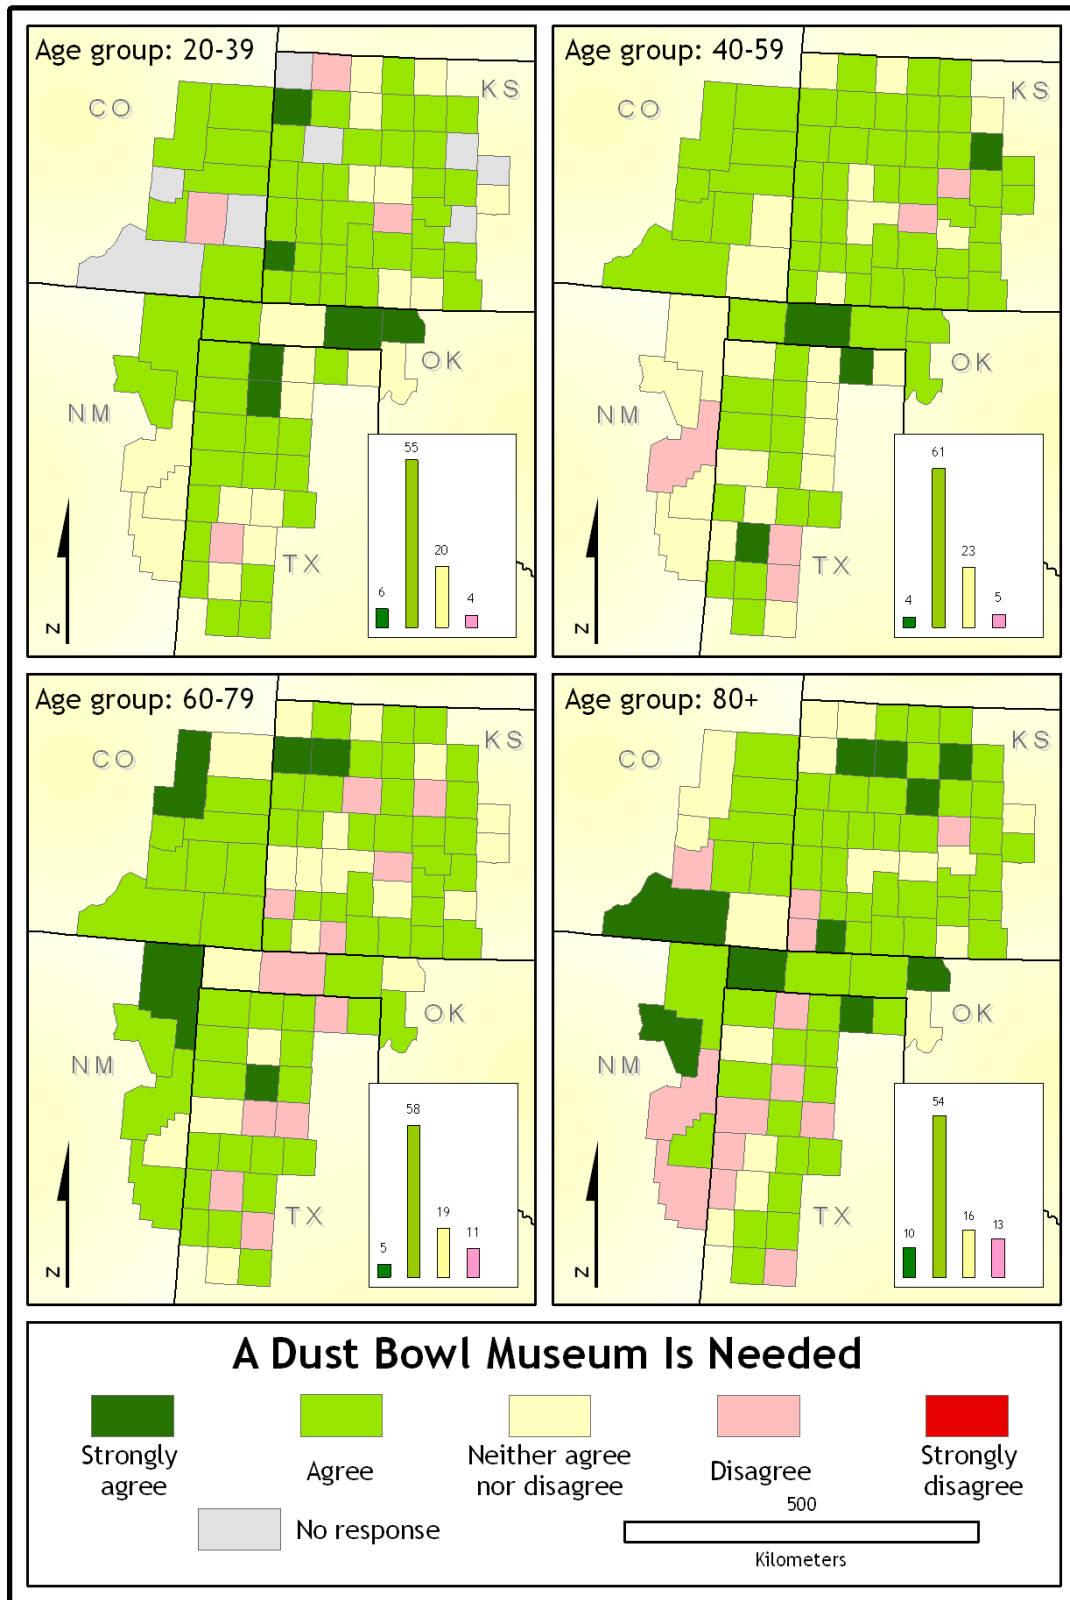 Age group: 20-39
CO
KS
NM
OK
TX
N
6
55
20
4
Age group: 40-59
CO
KS
NM
OK
TX
N
4
61
23
5
Age group: 60-79
CO
KS
NM
OK
TX
N
5
58
19
11
Age group: 80+
CO
KS
NM
OK
TX
N
10
54
16
13
A Dust Bowl Museum Is Needed
Strongly agree
Agree
Neither agree nor disagree
Disagree
Strongly disagree
No response
500
Kilometers